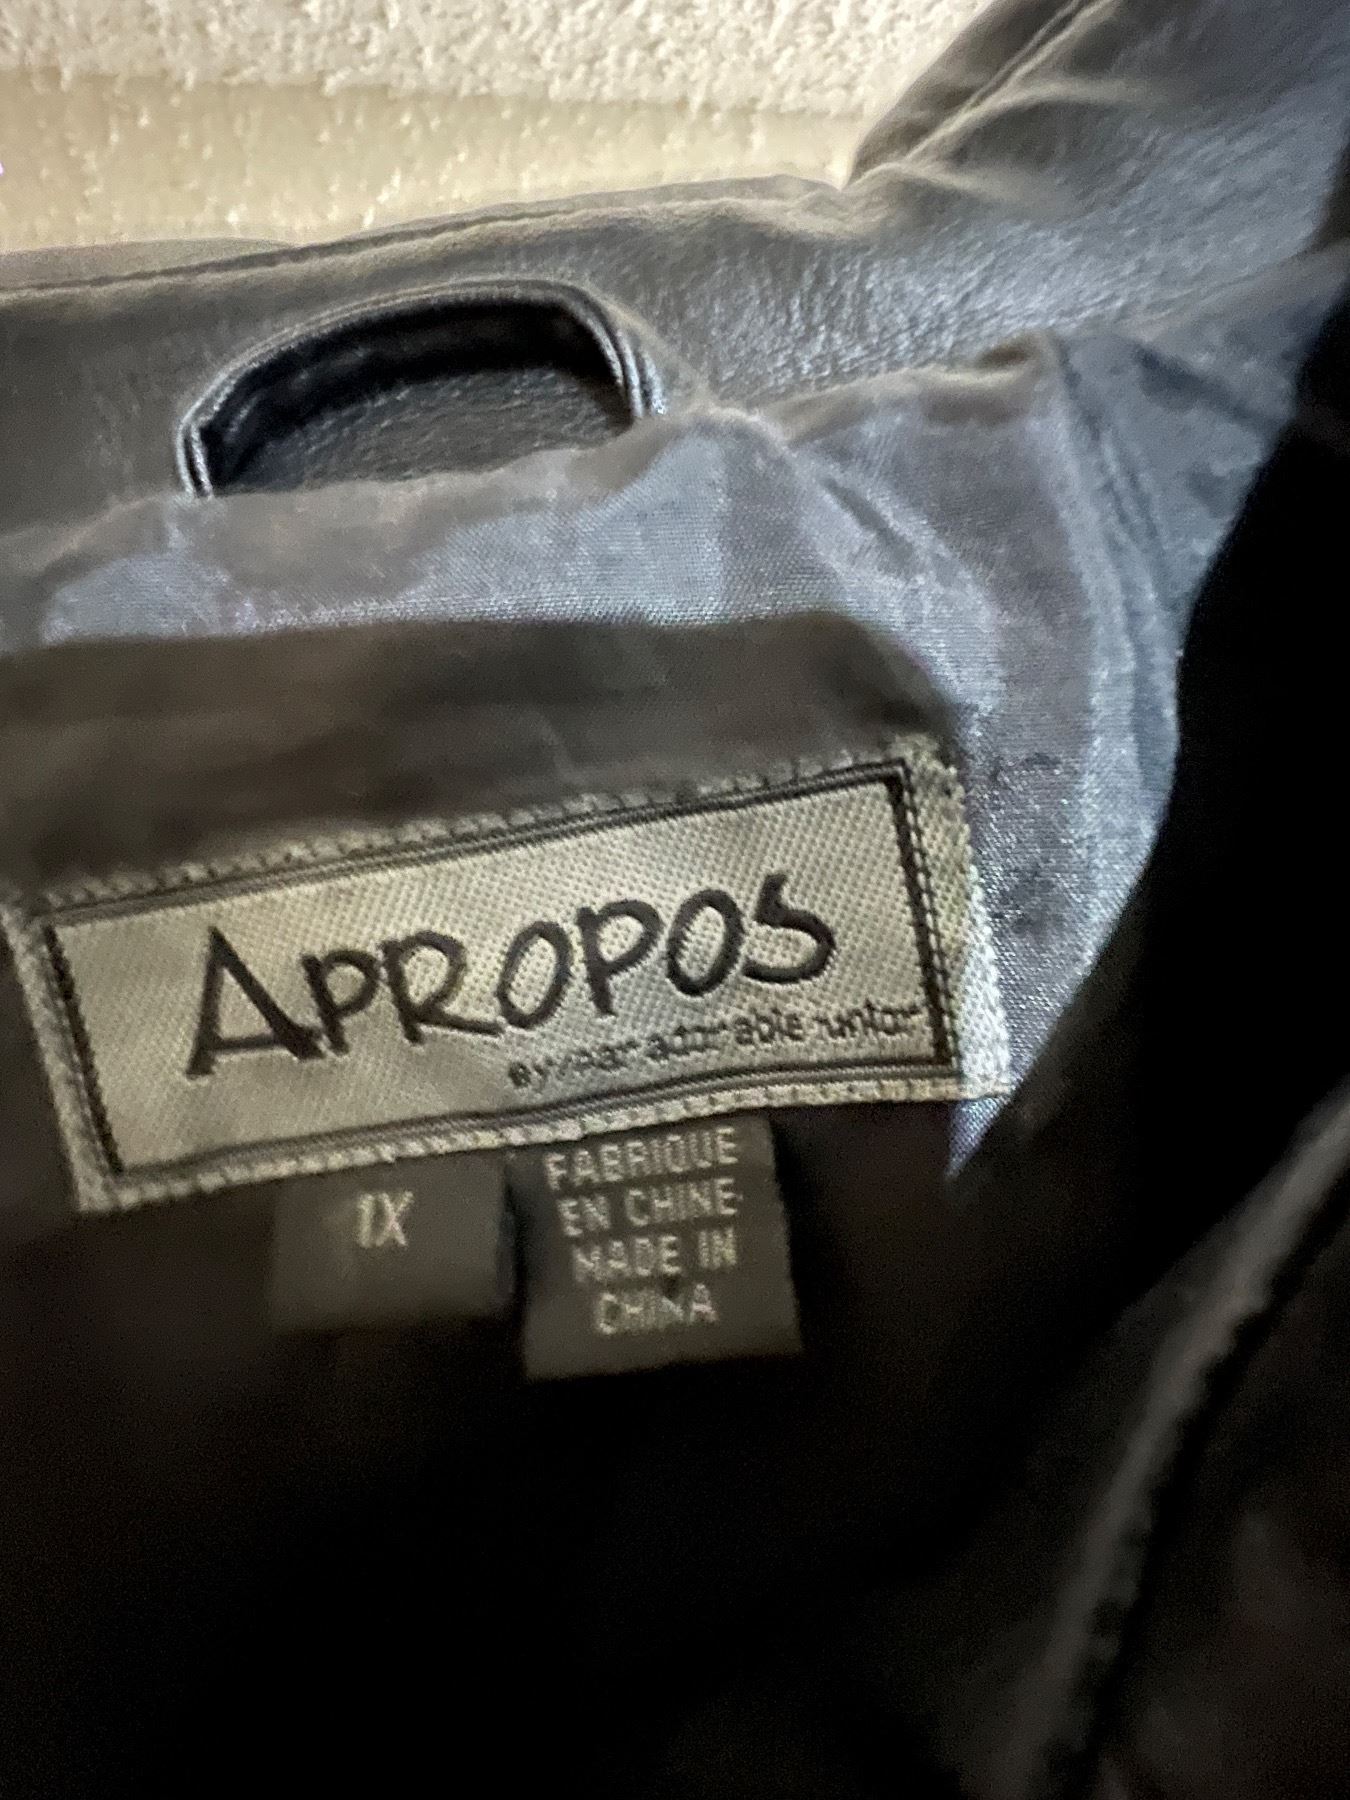 APROPOS
1X
FABRIQUE
EN CHINE
MADE IN
CHINA